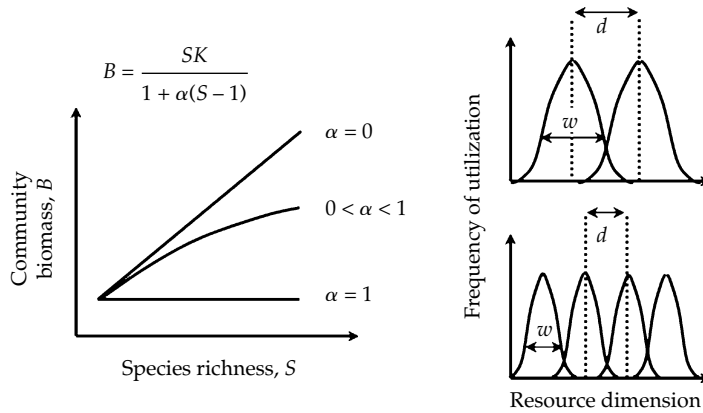 B = SK / 1 + α(S – 1)
α = 0
0 < α < 1
α = 1
Community
biomass, B
Species richness, S
d
w
d
w
Frequency of utilization
Resource dimension